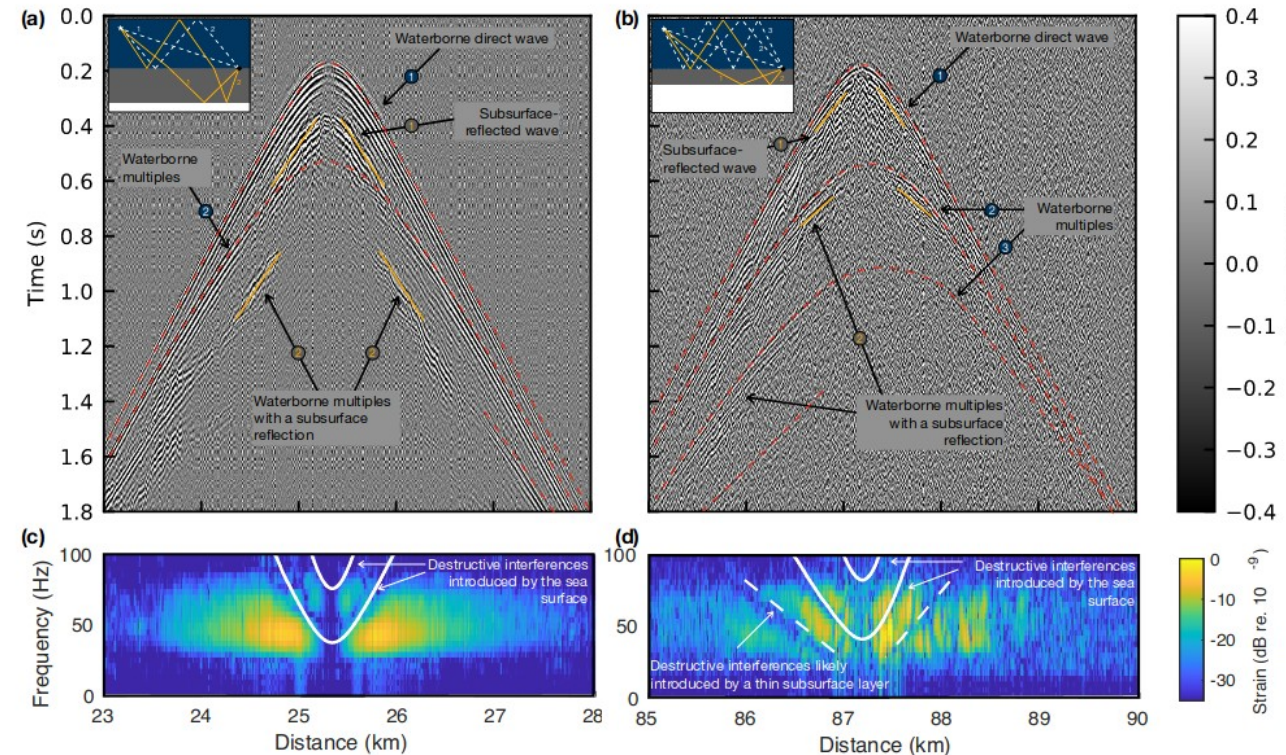 (a)
Time (s)
0.0
0.2
0.4
0.6
0.8
1.0
1.2
1.4
1.6
1.8
1
2
2
1
Waterborne direct wave
1
Subsurface-
reflected wave
1
Waterborne
multiples
2
2
2
Waterborne multiples
with a subsurface
reflection
(b)
Waterborne direct wave
1
Subsurface-
reflected wave
1
2
Waterborne
multiples
3
2
Waterborne multiples
with a subsurface
reflection
0.4
0.3
0.2
0.1
0.0
−0.1
−0.2
−0.3
−0.4
(c)
Frequency (Hz)
100
50
0
Destructive interferences
introduced by the sea
surface
23
24
25
26
27
28
Distance (km)
(d)
100
50
0
Destructive interferences
introduced by the sea
surface
Destructive interferences likely
introduced by a thin subsurface layer
85
86
87
88
89
90
Distance (km)
0
-10
-20
-30
Strain (dB re. 10 -9)